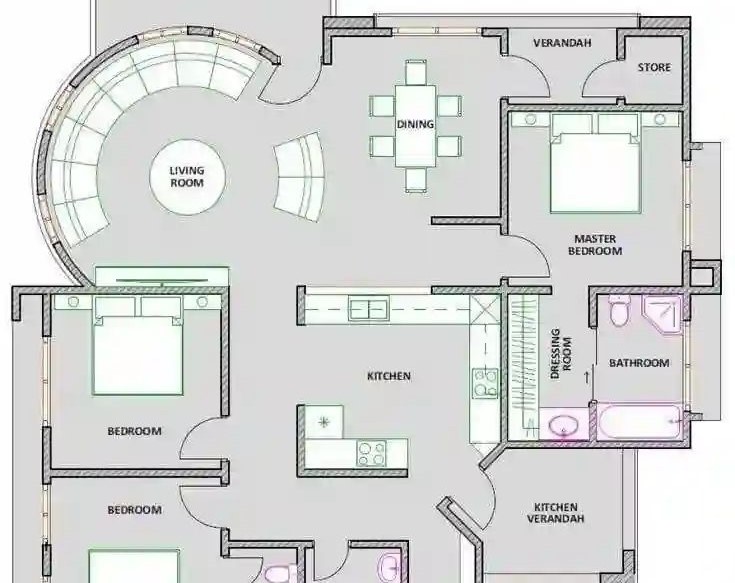 VERANDAH
STORE
DINING
LIVING
ROOM
MASTER
BEDROOM
DRESSING
ROOM
BATHROOM
KITCHEN
BEDROOM
BEDROOM
KITCHEN
VERANDAH